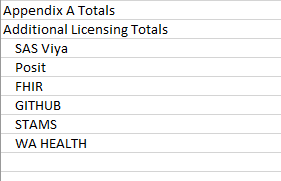 Appendix A Totals
Additional Licensing Totals
SAS Viya
Posit
FHIR
GITHUB
STAMS
WA HEALTH